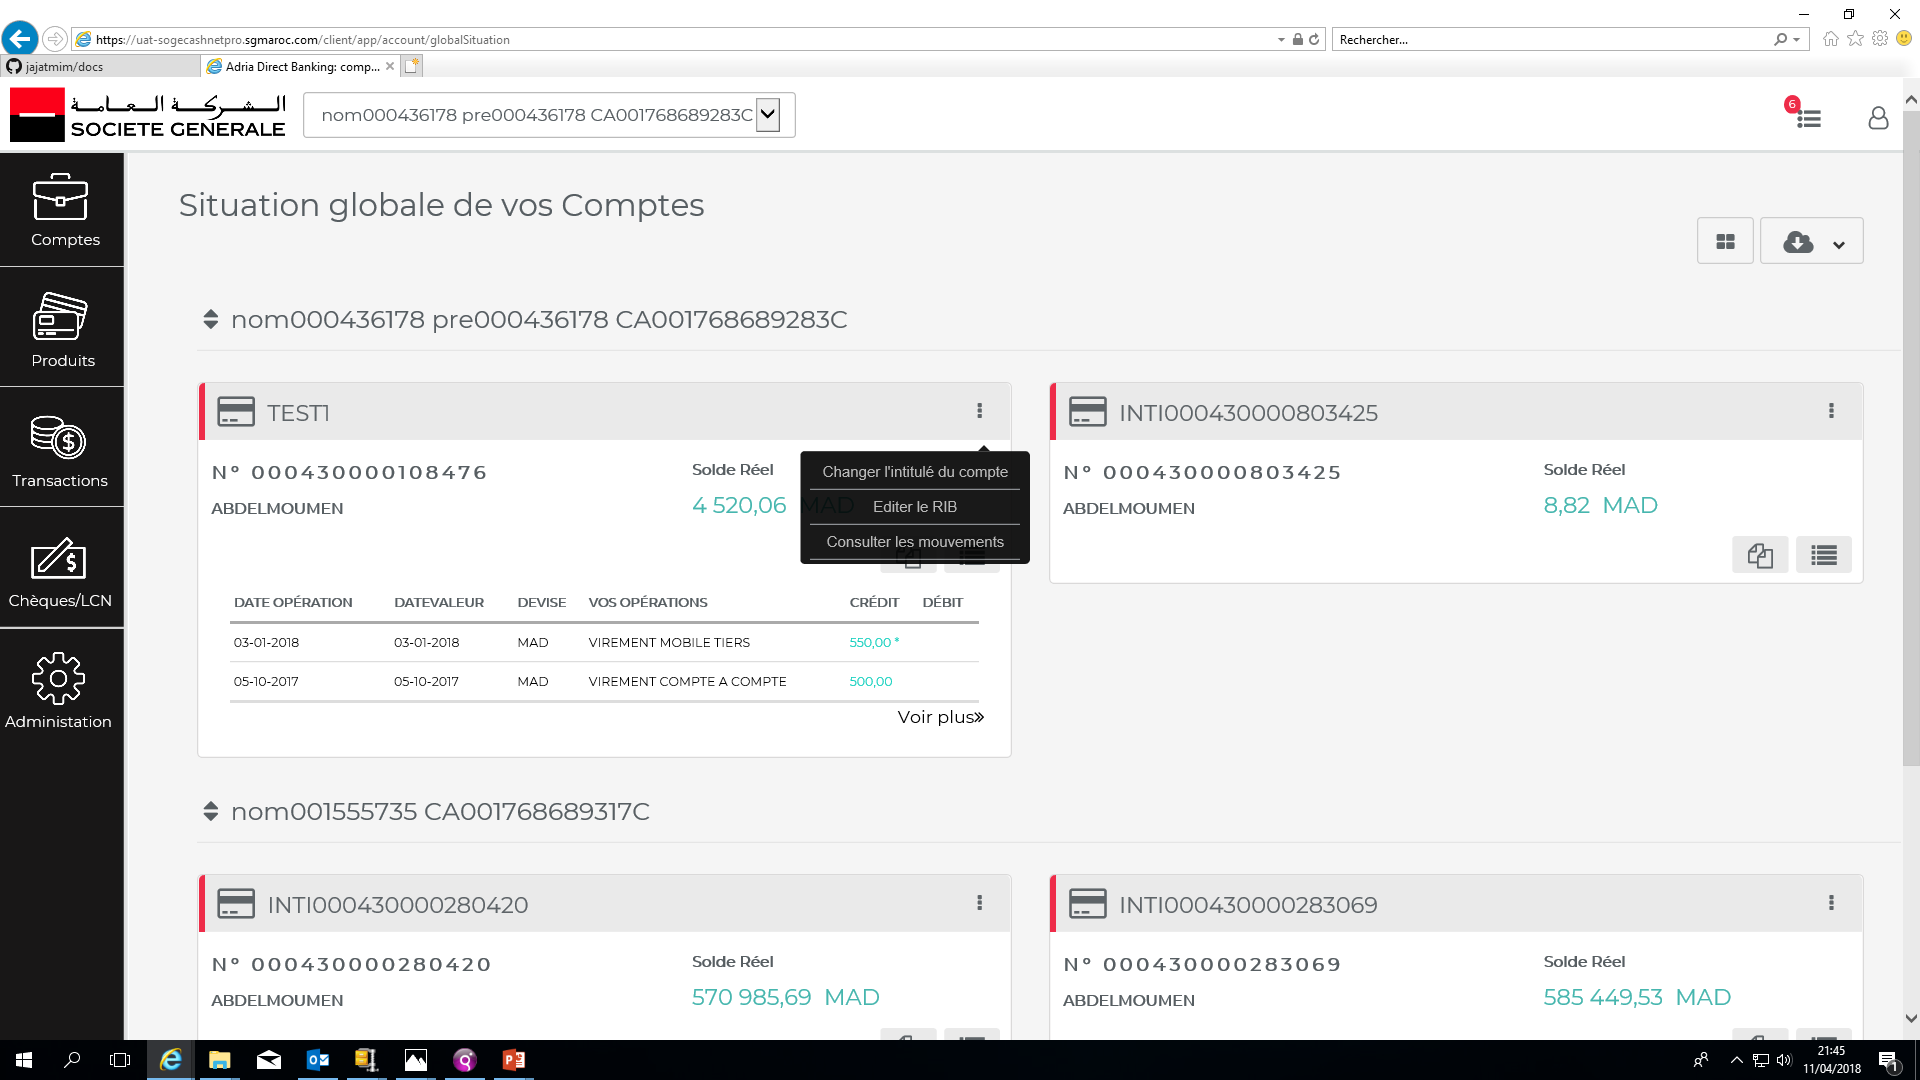 https://uat-sogecashnetpro.sgmaroc.com/client/app/account/globalSituation
Rechercher...
jajatmim/docs
Adria Direct Banking: comp...
الشركة العامة
SOCIETE GENERALE
nom000436178 pre000436178 CA001768689283C
6
Situation globale de vos Comptes
Comptes
Produits
Transactions
Chèques/LCN
Administation
nom000436178 pre000436178 CA001768689283C
TEST1
N° 000430000108476
ABDELMOUMEN
Solde Réel
4 520,06 MAD
Changer l'intitulé du compte
Editer le RIB
Consulter les mouvements
DATE OPÉRATION DATEVALEUR DEVISE VOS OPÉRATIONS CRÉDIT DÉBIT
03-01-2018 03-01-2018 MAD VIREMENT MOBILE TIERS 550,00 *
05-10-2017 05-10-2017 MAD VIREMENT COMPTE A COMPTE 500,00
Voir plus»
INTI000430000803425
N° 000430000803425
ABDELMOUMEN
Solde Réel
8,82 MAD
nom001555735 CA001768689317C
INTI000430000280420
N° 000430000280420
ABDELMOUMEN
Solde Réel
570 985,69 MAD
INTI000430000283069
N° 000430000283069
ABDELMOUMEN
Solde Réel
585 449,53 MAD
21:45
11/04/2018
1